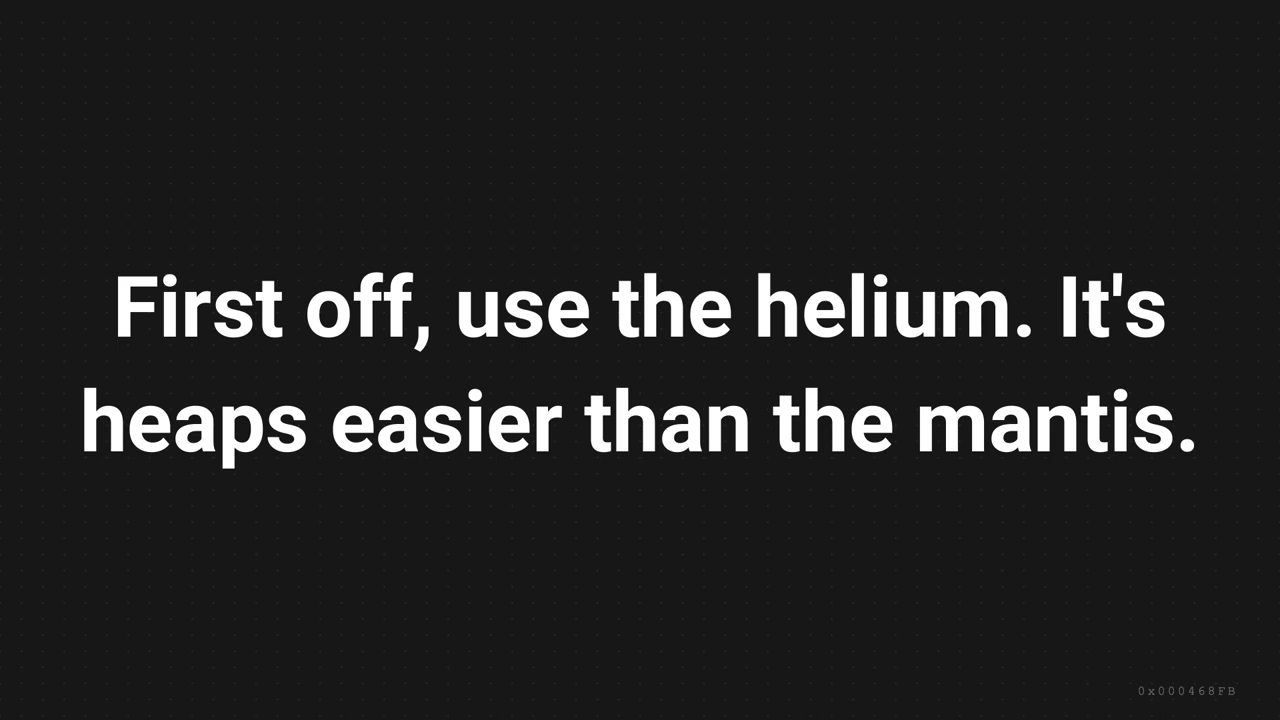 First off, use the helium. It's
heaps easier than the mantis.
0x000468FB